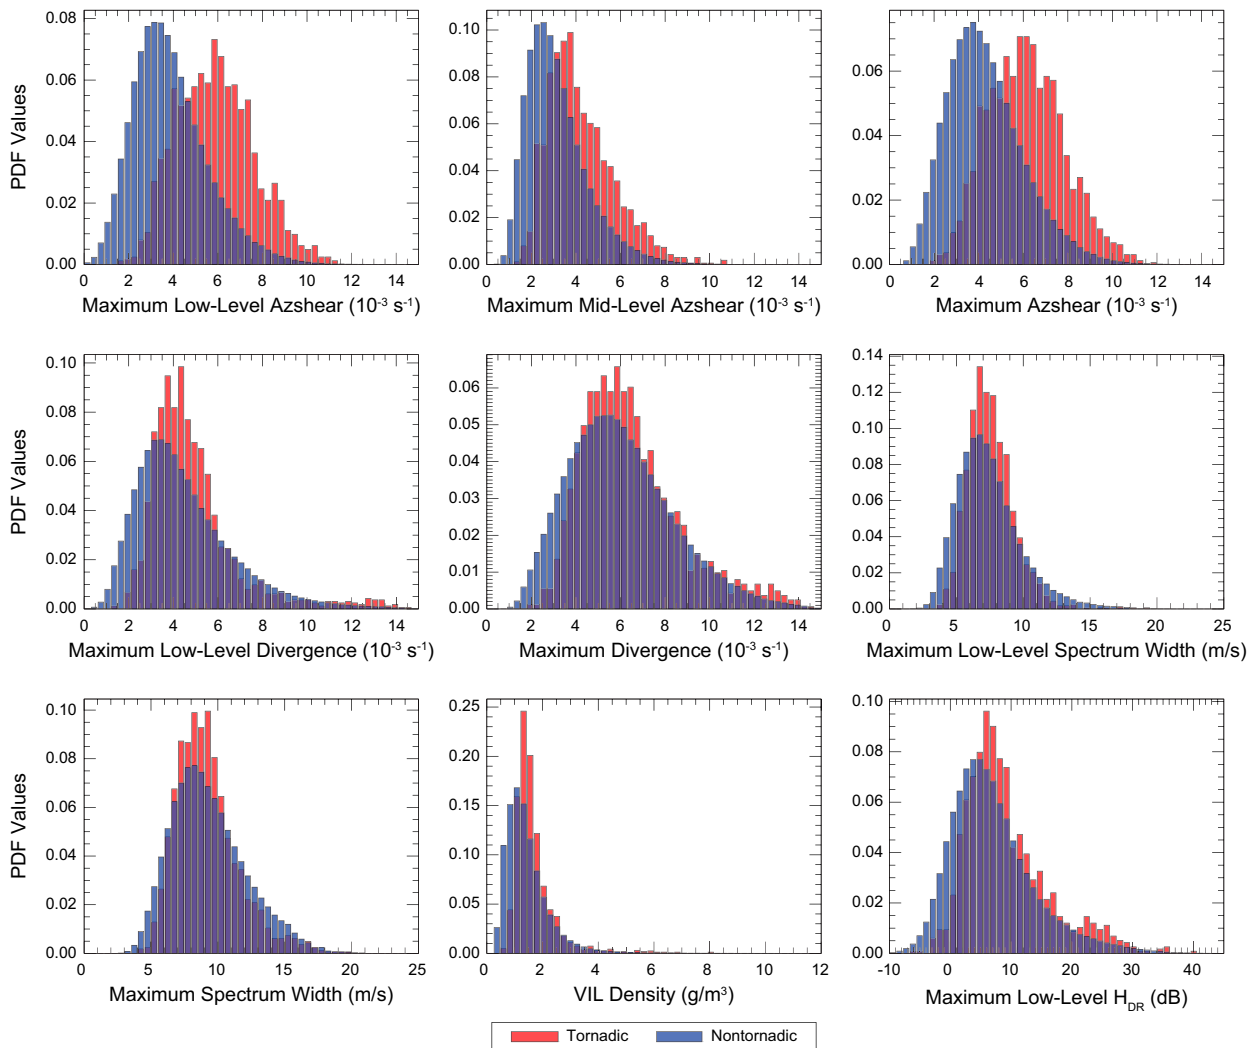 PDF Values
0.08
0.06
0.04
0.02
0.00
0 2 4 6 8 10 12 14
Maximum Low-Level Azshear (10⁻³ s⁻¹)
0.10
0.08
0.06
0.04
0.02
0.00
0 2 4 6 8 10 12 14
Maximum Mid-Level Azshear (10⁻³ s⁻¹)
0.06
0.04
0.02
0.00
0 2 4 6 8 10 12 14
Maximum Azshear (10⁻³ s⁻¹)
PDF Values
0.10
0.08
0.06
0.04
0.02
0.00
0 2 4 6 8 10 12 14
Maximum Low-Level Divergence (10⁻³ s⁻¹)
0.06
0.05
0.04
0.03
0.02
0.01
0.00
0 2 4 6 8 10 12 14
Maximum Divergence (10⁻³ s⁻¹)
0.14
0.12
0.10
0.08
0.06
0.04
0.02
0.00
0 5 10 15 20 25
Maximum Low-Level Spectrum Width (m/s)
PDF Values
0.10
0.08
0.06
0.04
0.02
0.00
0 5 10 15 20 25
Maximum Spectrum Width (m/s)
0.25
0.20
0.15
0.10
0.05
0.00
0 2 4 6 8 10 12
VIL Density (g/m³)
0.10
0.08
0.06
0.04
0.02
0.00
-10 0 10 20 30 40
Maximum Low-Level H_DR (dB)
Tornadic Nontornadic